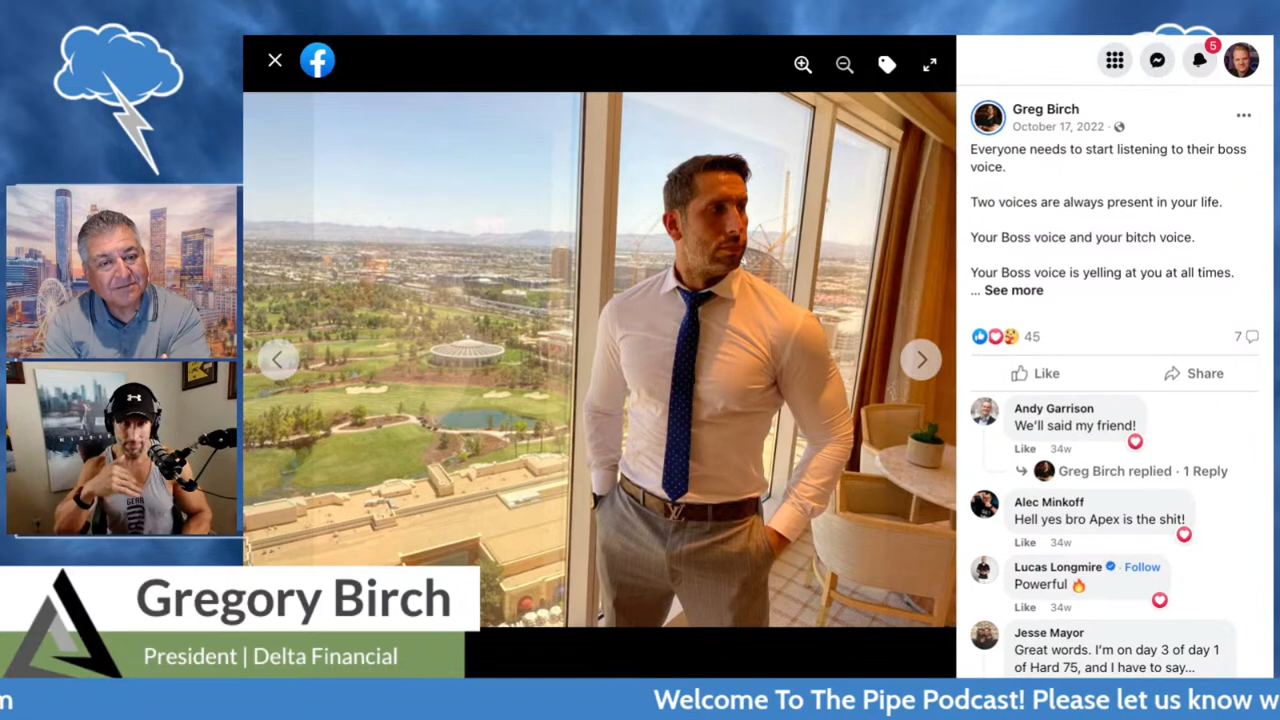 5
Greg Birch
October 17, 2022
Everyone needs to start listening to their boss
voice.
Two voices are always present in your life.
Your Boss voice and your bitch voice.
Your Boss voice is yelling at you at all times.
... See more
45
7
Like
Share
Andy Garrison
We'll said my friend!
Like 34w
Greg Birch replied · 1 Reply
Alec Minkoff
Hell yes bro Apex is the shit!
Like 34w
Lucas Longmire · Follow
Powerful 🔥
Like 34w
Jesse Mayor
Great words. I'm on day 3 of day 1
of Hard 75, and I have to say...
Gregory Birch
President | Delta Financial
m Welcome To The Pipe Podcast! Please let us know w